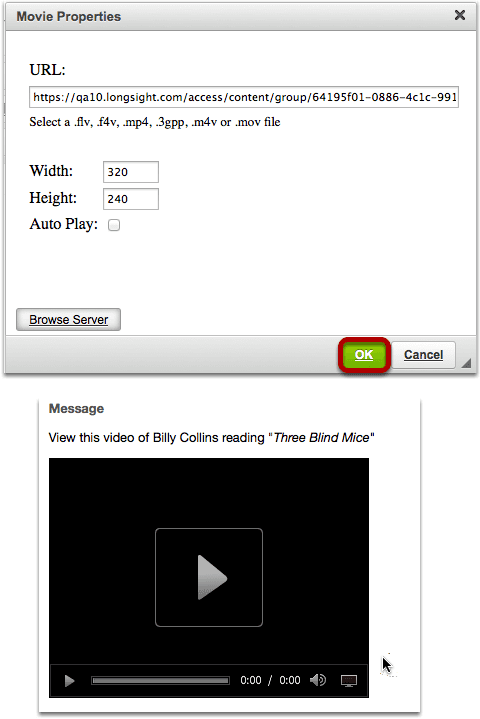 Movie Properties
URL:
https://qa10.longsight.com/access/content/group/64195f01-0886-4c1c-991
Select a .flv, .f4v, .mp4, .3gpp, .m4v or .mov file
Width: 320
Height: 240
Auto Play:
Browse Server
OK Cancel
Message
View this video of Billy Collins reading "Three Blind Mice"
0:00 / 0:00